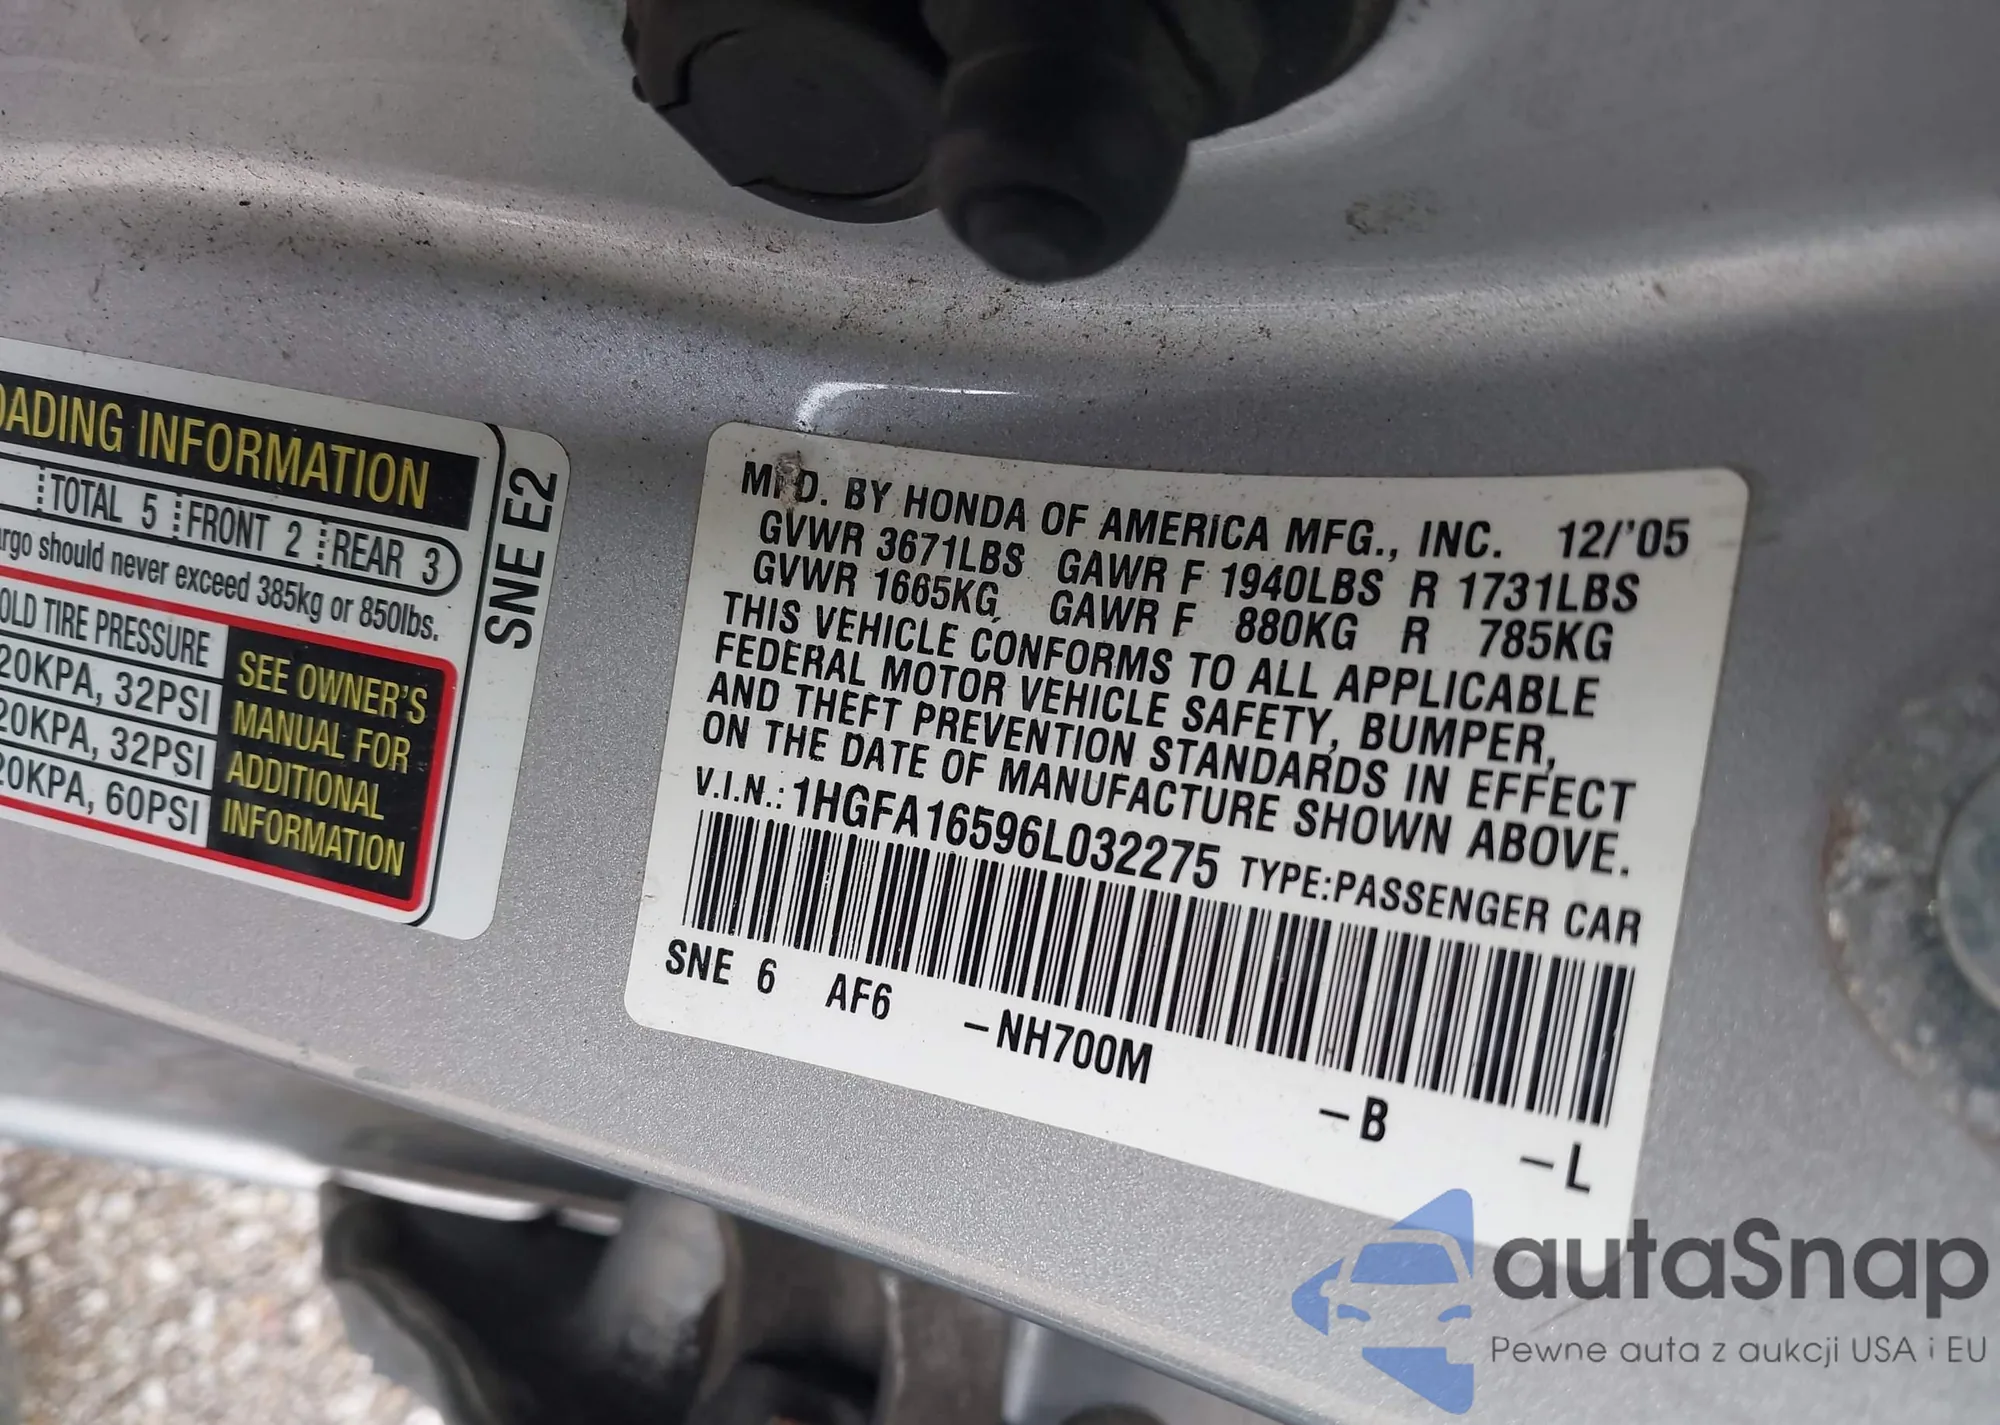 OADING INFORMATION
TOTAL 5 FRONT 2 REAR 3
rgo should never exceed 385kg or 850lbs.
OLD TIRE PRESSURE
20KPA, 32PSI
20KPA, 32PSI
20KPA, 60PSI
SEE OWNER'S
MANUAL FOR
ADDITIONAL
INFORMATION
SNE E2
MFD. BY HONDA OF AMERICA MFG., INC. 12/'05
GVWR 3671LBS GAWR F 1940LBS R 1731LBS
GVWR 1665KG GAWR F 880KG R 785KG
THIS VEHICLE CONFORMS TO ALL APPLICABLE
FEDERAL MOTOR VEHICLE SAFETY, BUMPER,
AND THEFT PREVENTION STANDARDS IN EFFECT
ON THE DATE OF MANUFACTURE SHOWN ABOVE.
V.I.N.: 1HGFA16596L032275 TYPE:PASSENGER CAR
SNE 6 AF6 -NH700M -B -L
autaSnap
Pewne auta z aukcji USA i EU